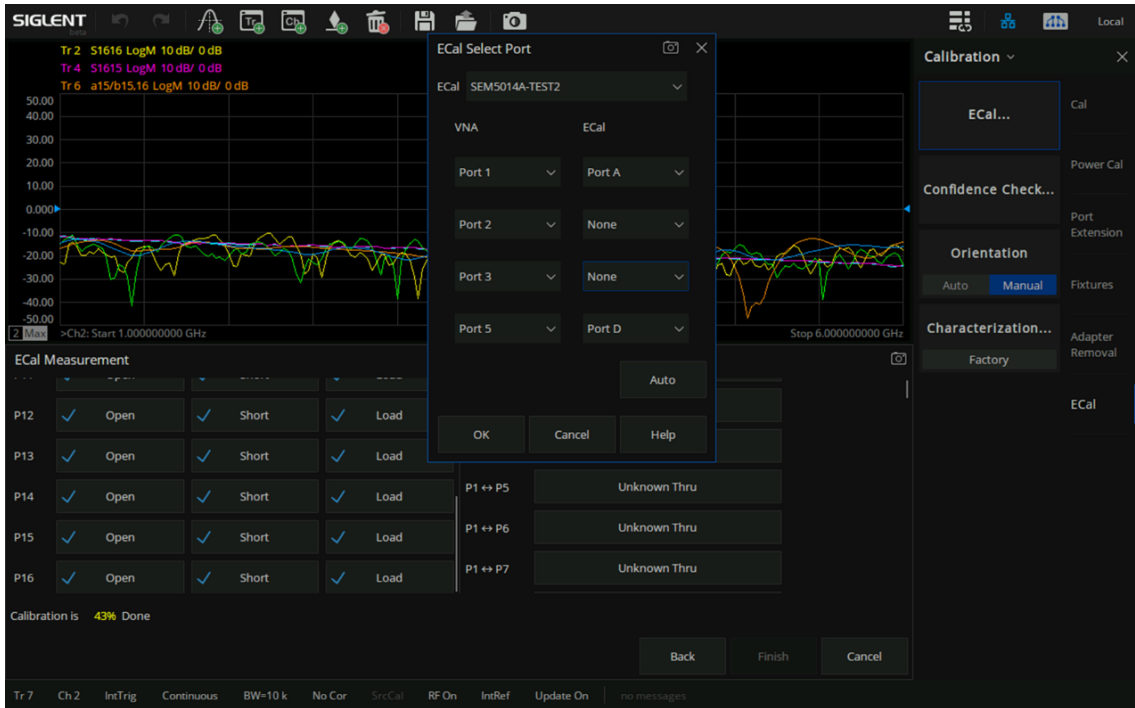 SIGLENT
beta
Tr
Ch
Local
Tr 2 S1616 LogM 10 dB/ 0 dB
Tr 4 S1615 LogM 10 dB/ 0 dB
Tr 6 a15/b15,16 LogM 10 dB/ 0 dB
50.00
40.00
30.00
20.00
10.00
0.000
-10.00
-20.00
-30.00
-40.00
-50.00
2 Max >Ch2: Start 1.000000000 GHz
Stop 6.000000000 GHz
ECal Select Port
ECal SEM5014A-TEST2
VNA ECal
Port 1 Port A
Port 2 None
Port 3 None
Port 5 Port D
Auto
OK Cancel Help
Calibration
ECal...
Confidence Check...
Orientation
Auto Manual
Characterization...
Factory
Cal
Power Cal
Port
Extension
Fixtures
Adapter
Removal
ECal
ECal Measurement
P12 Open Short Load
P13 Open Short Load
P14 Open Short Load
P15 Open Short Load
P16 Open Short Load
P1 ↔ P5 Unknown Thru
P1 ↔ P6 Unknown Thru
P1 ↔ P7 Unknown Thru
Calibration is 43% Done
Back Finish Cancel
Tr 7 Ch 2 IntTrig Continuous BW=10 k No Cor SrcCal RF On IntRef Update On no messages